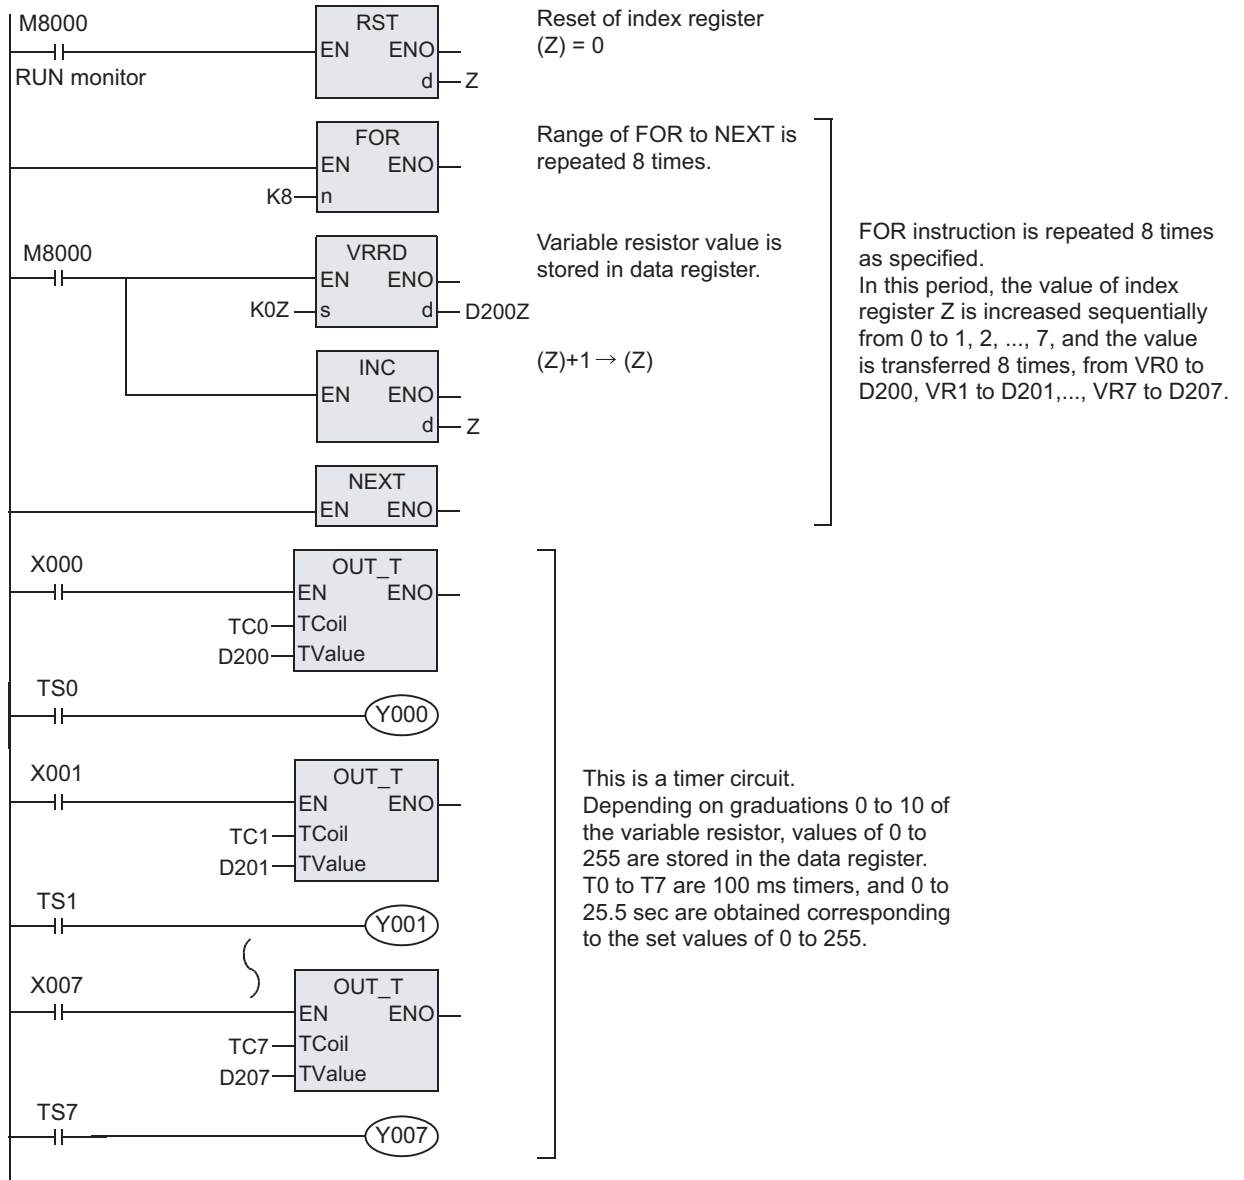 M8000
RUN monitor
RST
EN ENO
d
Z
Reset of index register
(Z) = 0
FOR
EN ENO
K8
n
Range of FOR to NEXT is
repeated 8 times.
M8000
VRRD
EN ENO
K0Z
s d
D200Z
Variable resistor value is
stored in data register.
INC
EN ENO
d
Z
(Z)+1→(Z)
NEXT
EN ENO
FOR instruction is repeated 8 times
as specified.
In this period, the value of index
register Z is increased sequentially
from 0 to 1, 2, ..., 7, and the value
is transferred 8 times, from VR0 to
D200, VR1 to D201,..., VR7 to D207.
X000
OUT_T
EN ENO
TC0
TCoil
D200
TValue
TS0
Y000
X001
OUT_T
EN ENO
TC1
TCoil
D201
TValue
TS1
Y001
X007
OUT_T
EN ENO
TC7
TCoil
D207
TValue
TS7
Y007
This is a timer circuit.
Depending on graduations 0 to 10 of
the variable resistor, values of 0 to
255 are stored in the data register.
T0 to T7 are 100 ms timers, and 0 to
25.5 sec are obtained corresponding
to the set values of 0 to 255.